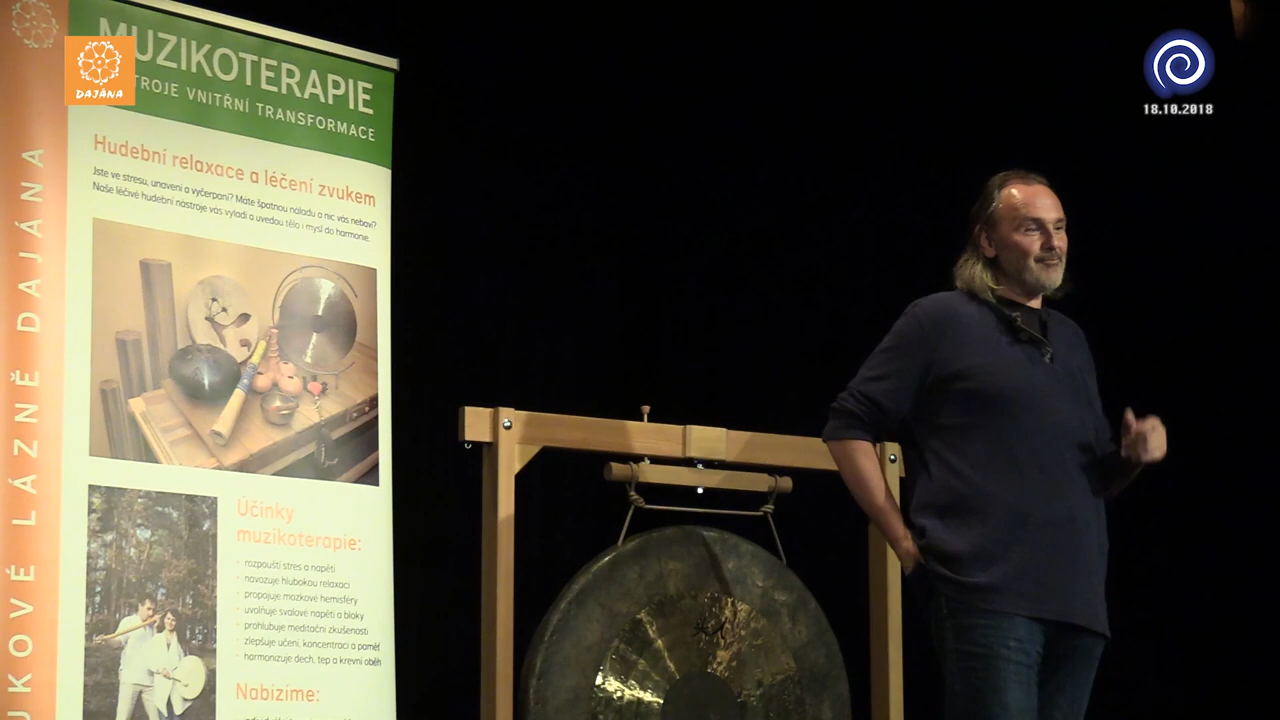 MUZIKOTERAPIE
TROJE VNITŘNÍ TRANSFORMACE
DAJÁNA
18.10.2018
Hudební relaxace a léčení zvukem
Jste ve stresu, unavení a vyčerpaní? Máte špatnou náladu a nic vás nebaví?
Naše léčivé hudební nástroje vás vyladí a uvedou tělo i mysl do harmonie.
UKOVÉ LÁZNĚ DAJÁNA
Účinky
muzikoterapie:
- rozpouští stres a napětí
- navozuje hlubokou relaxaci
- propojuje mozkové hemisféry
- uvolňuje svalové napětí a bloky
- prohlubuje meditační zkušenosti
- zlepšuje učení, koncentraci a paměť
- harmonizuje dech, tep a krevní oběh
Nabízíme: